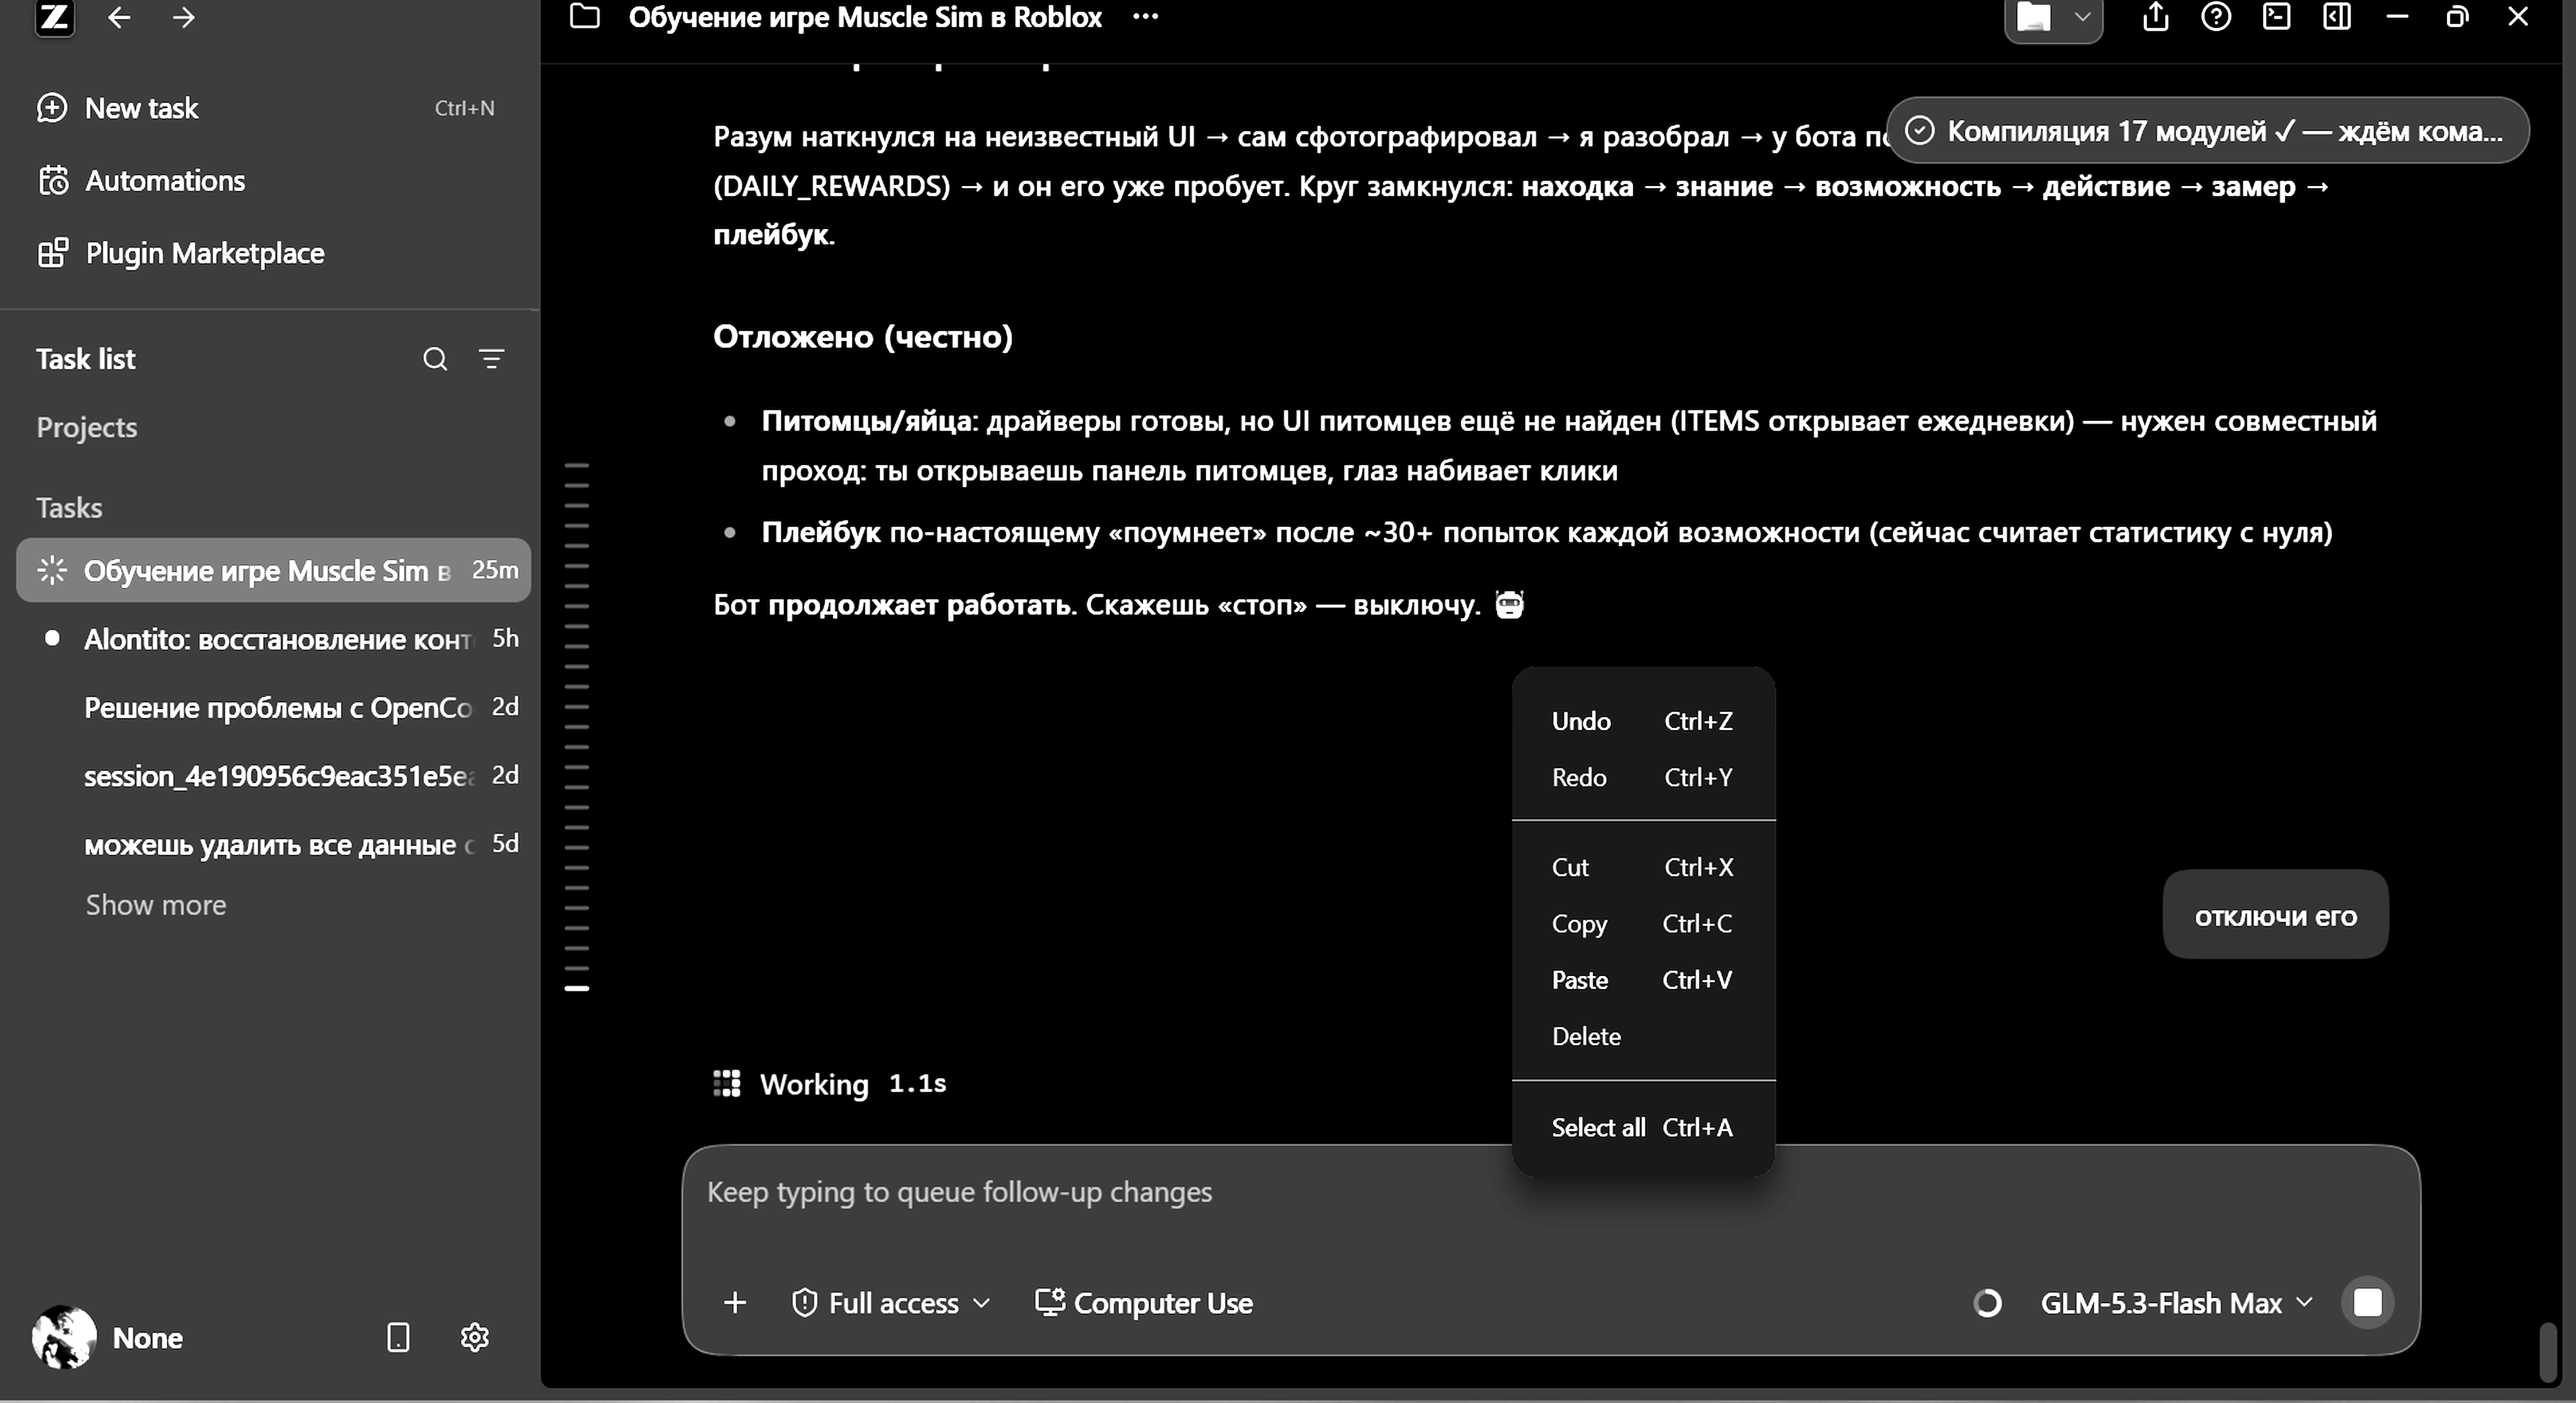 Z
Обучение игре Muscle Sim в Roblox ...
New task Ctrl+N
Automations
Plugin Marketplace
Task list
Projects
Tasks
Обучение игре Muscle Sim в 25m
Alontito: восстановление конт 5h
Решение проблемы с OpenCo 2d
session_4e190956c9eac351e5ea 2d
можешь удалить все данные с 5d
Show more
None
Разум наткнулся на неизвестный UI → сам сфотографировал → я разобрал → у бота
Компиляция 17 модулей ✓ — ждём кома...
(DAILY_REWARDS) → и он его уже пробует. Круг замкнулся: находка → знание → возможность → действие → замер →
плейбук.
Отложено (честно)
• Питомцы/яйца: драйверы готовы, но UI питомцев ещё не найден (ITEMS открывает ежедневки) — нужен совместный
проход: ты открываешь панель питомцев, глаз набивает клики
• Плейбук по-настоящему «поумнеет» после ~30+ попыток каждой возможности (сейчас считает статистику с нуля)
Бот продолжает работать. Скажешь «стоп» — выключу. 🤖
Undo Ctrl+Z
Redo Ctrl+Y
Cut Ctrl+X
Copy Ctrl+C
Paste Ctrl+V
Delete
Select all Ctrl+A
отключи его
Working 1.1s
Keep typing to queue follow-up changes
Full access Computer Use GLM-5.3-Flash Max